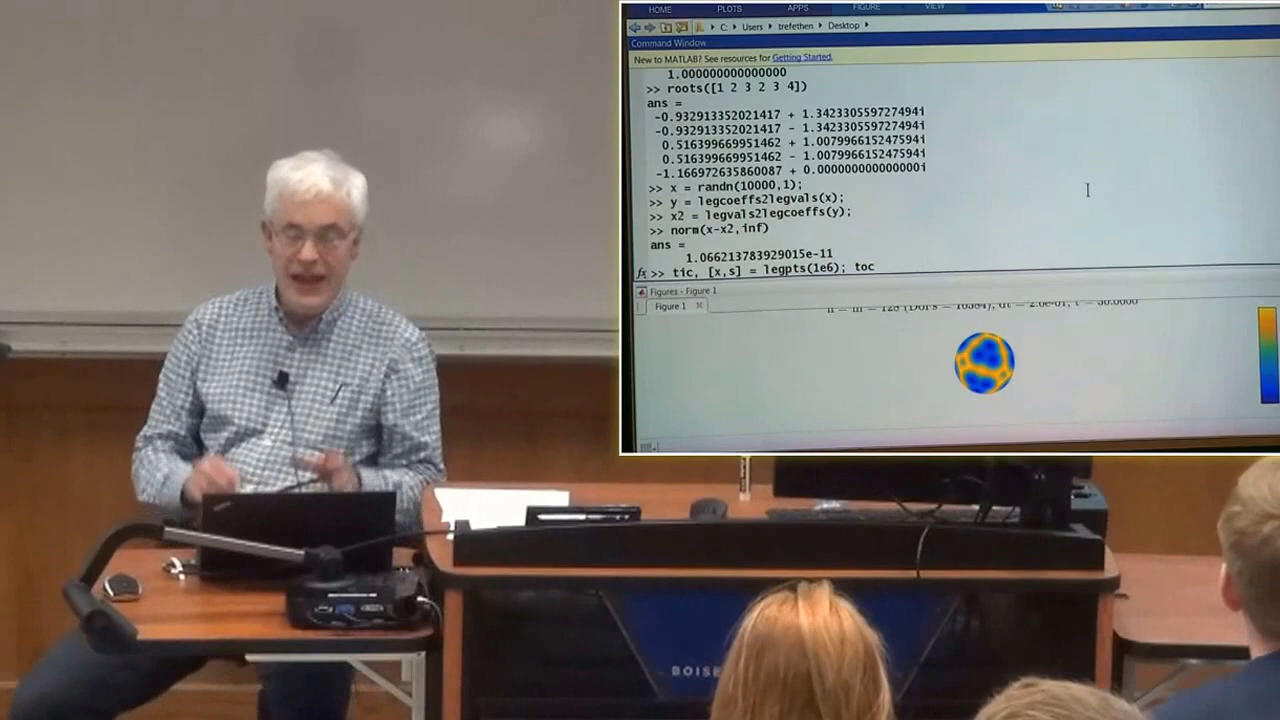 HOME PLOTS APPS FIGURE VIEW
C: Users trefethen Desktop
Command Window
New to MATLAB? See resources for Getting Started.
1.000000000000000
>> roots([1 2 3 2 3 4])
ans =
-0.932913352021417 + 1.342330559727494i
-0.932913352021417 - 1.342330559727494i
0.516399669951462 + 1.007996615247594i
0.516399669951462 - 1.007996615247594i
-1.166972635860087 + 0.000000000000000i
>> x = randn(10000,1);
>> y = legcoeffs2legvals(x);
>> x2 = legvals2legcoeffs(y);
>> norm(x-x2,inf)
ans =
1.066213783929015e-11
fx >> tic, [x,s] = legpts(1e6); toc
Figures - Figure 1
Figure 1
BOISE